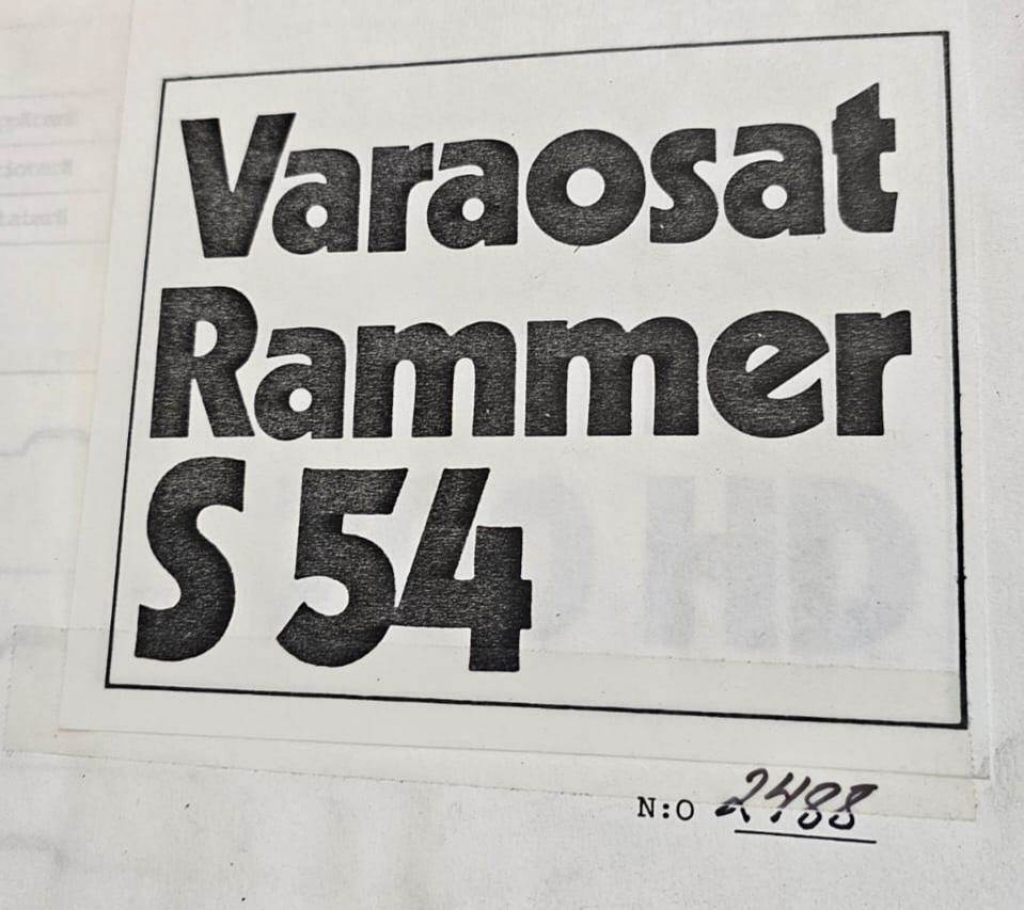 Varaosat
Rammer
S 54
N:O 2488